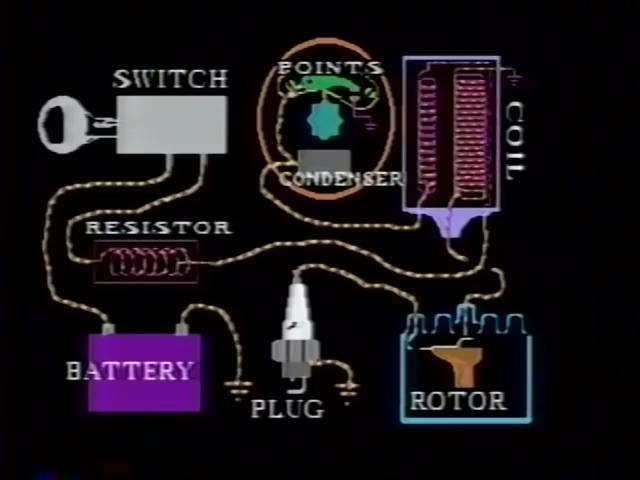 POINTS
SWITCH
COIL
CONDENSER
RESISTOR
BATTERY
PLUG
ROTOR